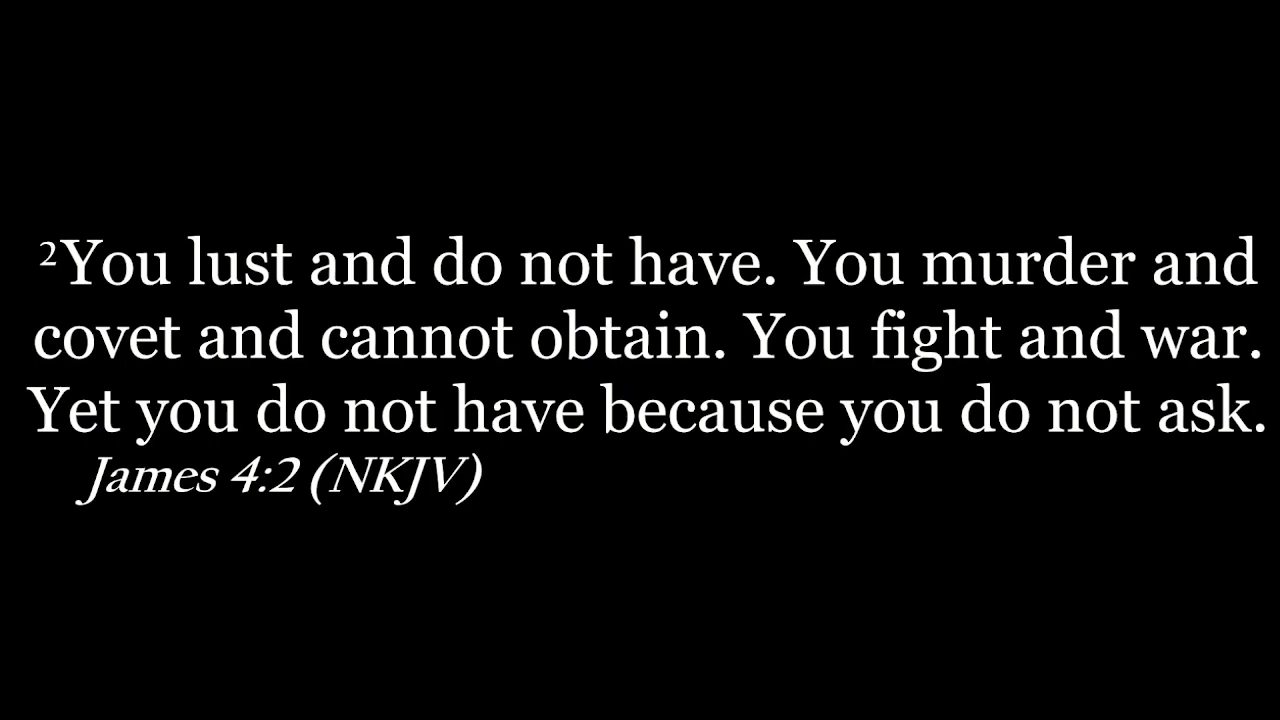 ²You lust and do not have. You murder and
covet and cannot obtain. You fight and war.
Yet you do not have because you do not ask.
James 4:2 (NKJV)